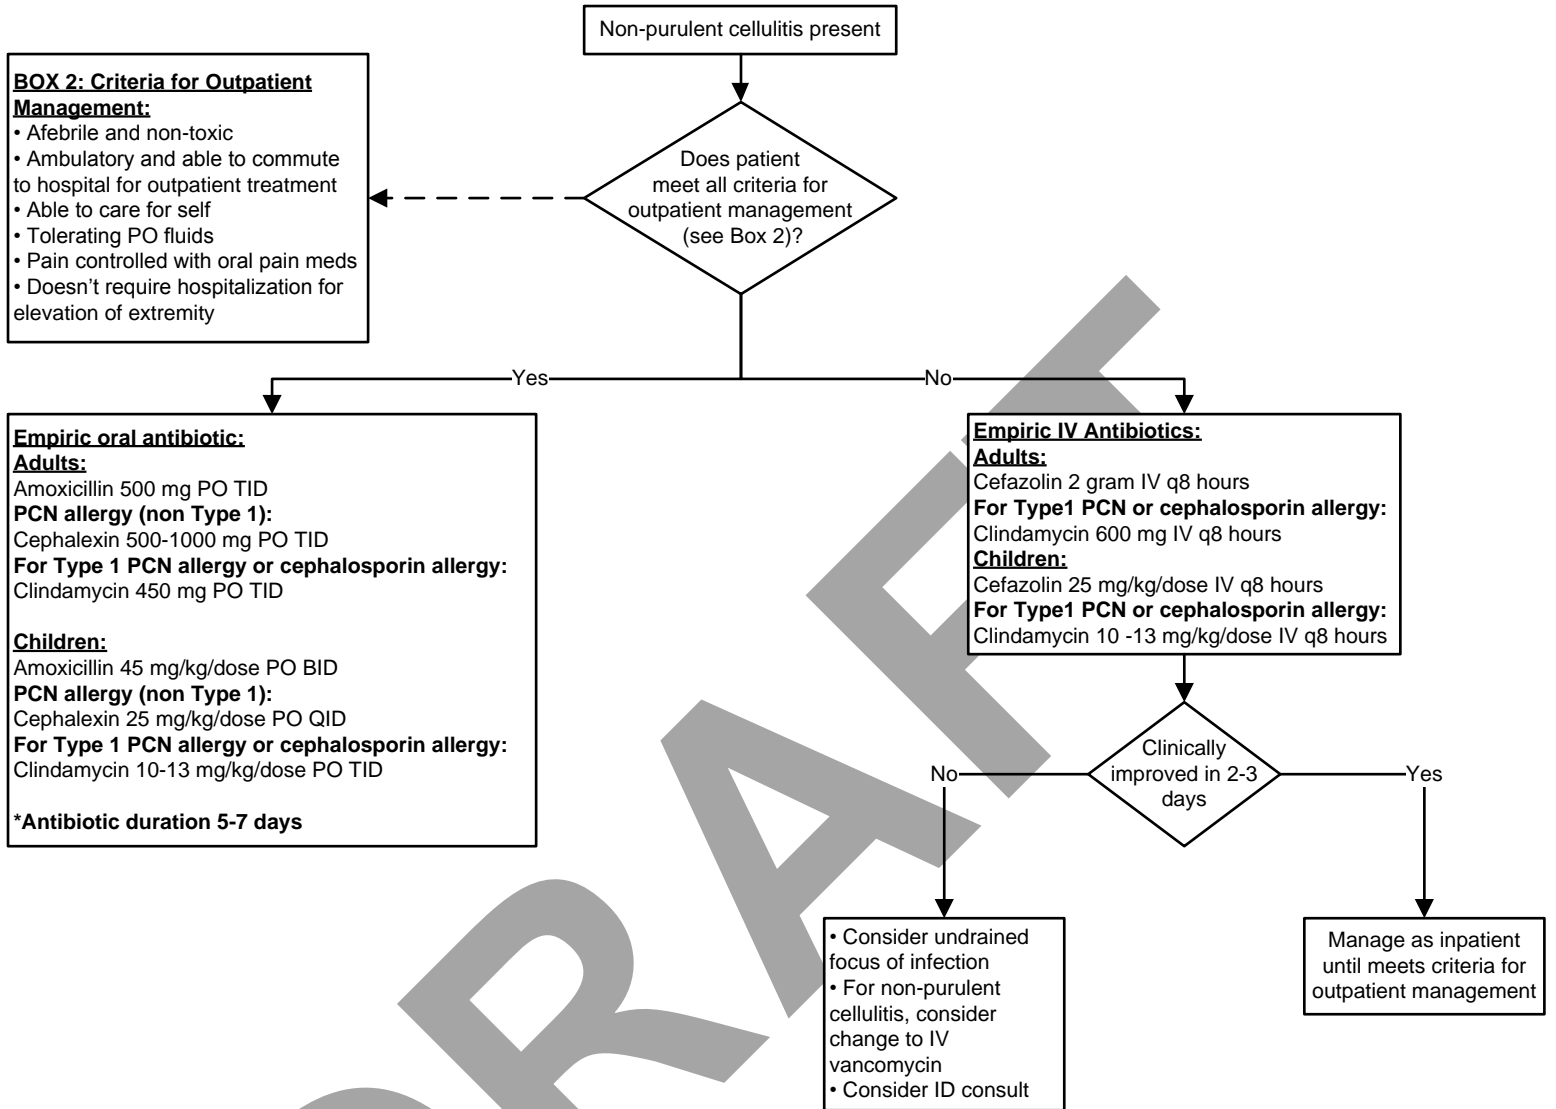 Non-purulent cellulitis present
BOX 2: Criteria for Outpatient
Management:
• Afebrile and non-toxic
• Ambulatory and able to commute
to hospital for outpatient treatment
• Able to care for self
• Tolerating PO fluids
• Pain controlled with oral pain meds
• Doesn't require hospitalization for
elevation of extremity
Does patient
meet all criteria for
outpatient management
(see Box 2)?
Yes
No
Empiric oral antibiotic:
Adults:
Amoxicillin 500 mg PO TID
PCN allergy (non Type 1):
Cephalexin 500-1000 mg PO TID
For Type 1 PCN allergy or cephalosporin allergy:
Clindamycin 450 mg PO TID
Children:
Amoxicillin 45 mg/kg/dose PO BID
PCN allergy (non Type 1):
Cephalexin 25 mg/kg/dose PO QID
For Type 1 PCN allergy or cephalosporin allergy:
Clindamycin 10-13 mg/kg/dose PO TID
*Antibiotic duration 5-7 days
Empiric IV Antibiotics:
Adults:
Cefazolin 2 gram IV q8 hours
For Type1 PCN or cephalosporin allergy:
Clindamycin 600 mg IV q8 hours
Children:
Cefazolin 25 mg/kg/dose IV q8 hours
For Type1 PCN or cephalosporin allergy:
Clindamycin 10 -13 mg/kg/dose IV q8 hours
Clinically
improved in 2-3
days
No
Yes
• Consider undrained
focus of infection
• For non-purulent
cellulitis, consider
change to IV
vancomycin
• Consider ID consult
Manage as inpatient
until meets criteria for
outpatient management
DRAFT